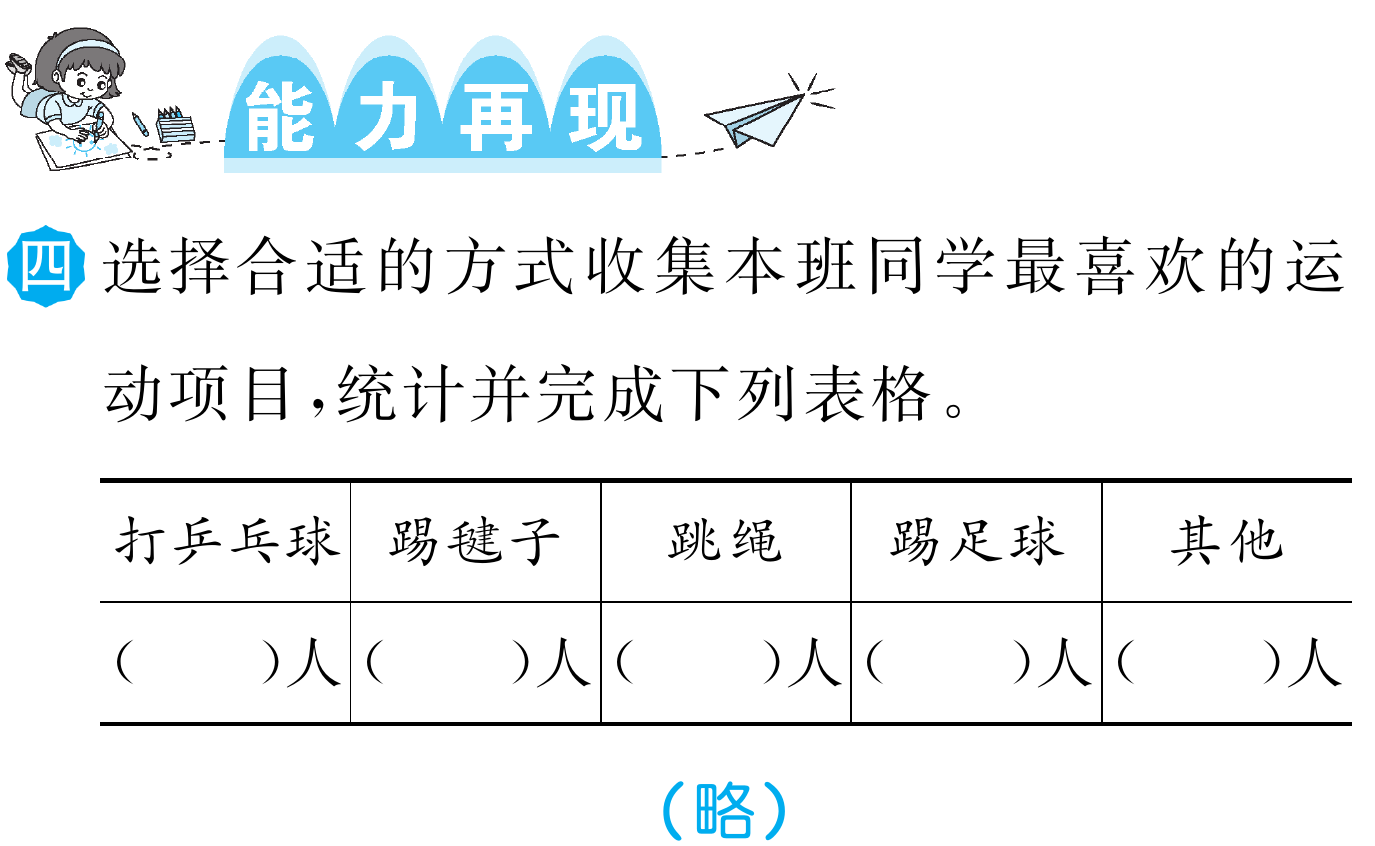 能力再现
四 选择合适的方式收集本班同学最喜欢的运
动项目,统计并完成下列表格。
打乒乓球 踢毽子 跳绳 踢足球 其他
(    )人 (    )人 (    )人 (    )人 (    )人
(略)